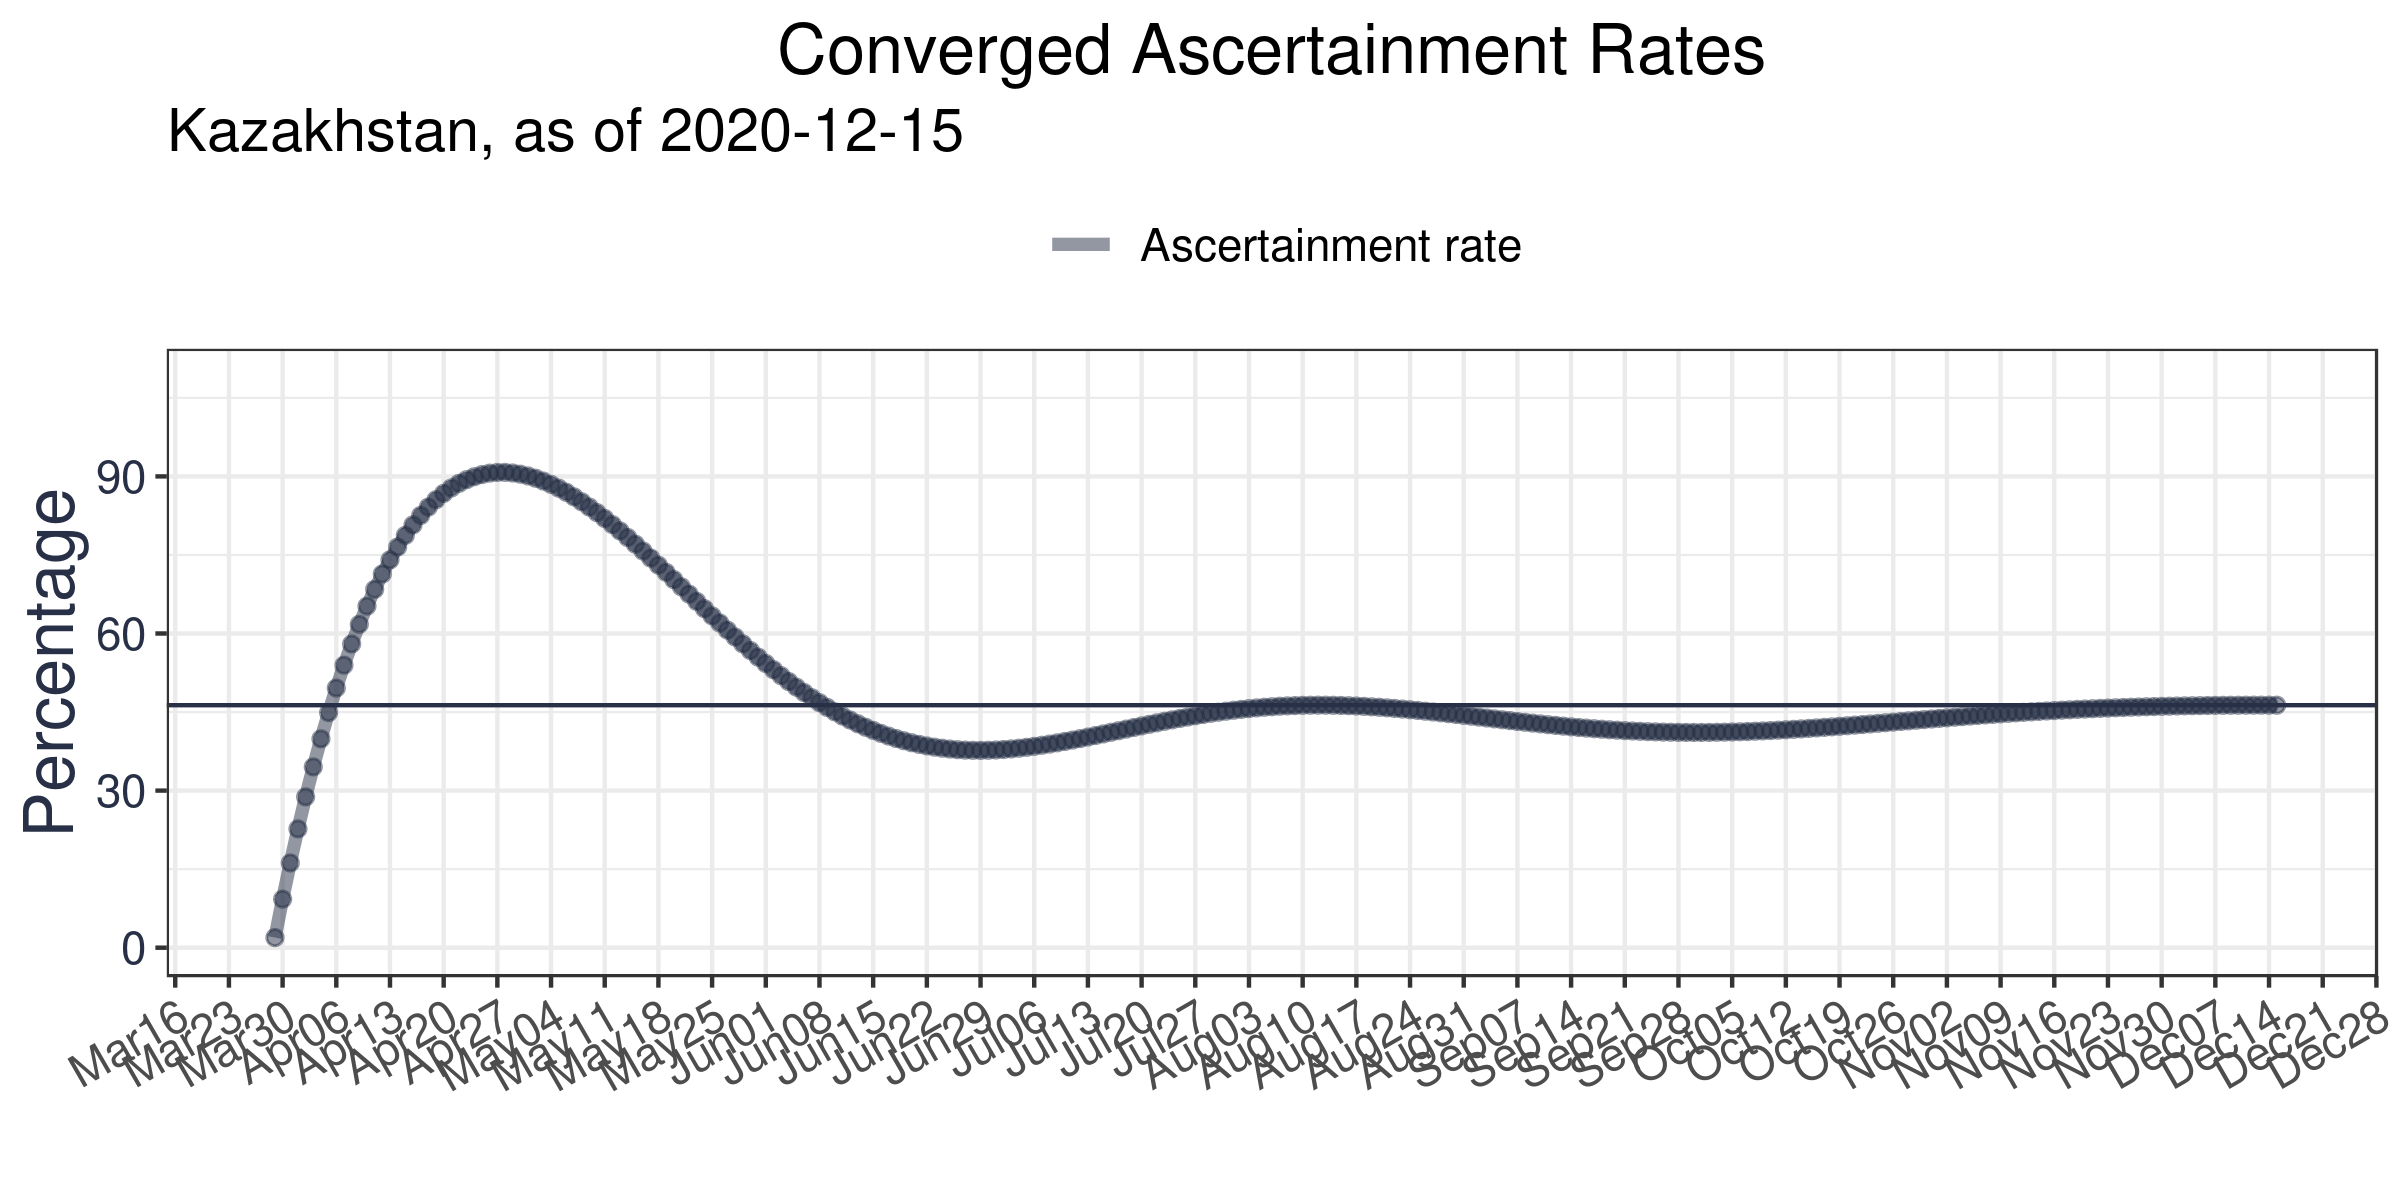 Converged Ascertainment Rates
Kazakhstan, as of 2020-12-15
Ascertainment rate
Percentage
90
60
30
0
Mar16
Mar23
Mar30
Apr06
Apr13
Apr20
Apr27
May04
May11
May18
May25
Jun01
Jun08
Jun15
Jun22
Jun29
Jul06
Jul13
Jul20
Jul27
Aug03
Aug10
Aug17
Aug24
Aug31
Sep07
Sep14
Sep21
Sep28
Oct05
Oct12
Oct19
Oct26
Nov02
Nov09
Nov16
Nov23
Nov30
Dec07
Dec14
Dec21
Dec28